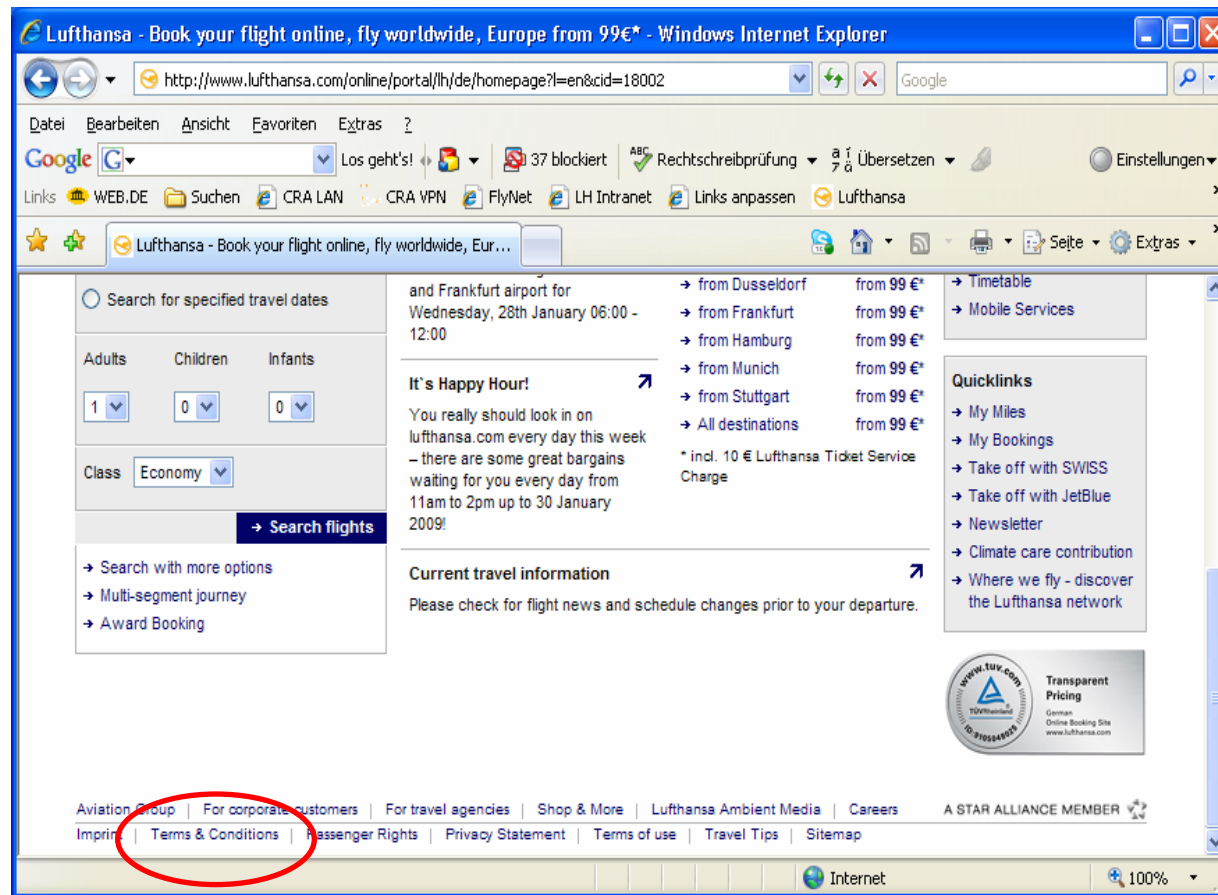 Lufthansa - Book your flight online, fly worldwide, Europe from 99€* - Windows Internet Explorer
http://www.lufthansa.com/online/portal/lh/de/homepage?l=en&cid=18002
Google
Datei Bearbeiten Ansicht Favoriten Extras ?
Google G Los geht's! 37 blockiert ABC Rechtschreibprüfung Übersetzen Einstellungen
Links WEB.DE Suchen CRA LAN CRA VPN FlyNet LH Intranet Links anpassen Lufthansa
Lufthansa - Book your flight online, fly worldwide, Eur... Seite Extras
Search for specified travel dates
Adults Children Infants
1 0 0
Class Economy
→ Search flights
→ Search with more options
→ Multi-segment journey
→ Award Booking
and Frankfurt airport for
Wednesday, 28th January 06:00 -
12:00
It`s Happy Hour!
You really should look in on
lufthansa.com every day this week
– there are some great bargains
waiting for you every day from
11am to 2pm up to 30 January
2009!
→ from Dusseldorf from 99 €*
→ from Frankfurt from 99 €*
→ from Hamburg from 99 €*
→ from Munich from 99 €*
→ from Stuttgart from 99 €*
→ All destinations from 99 €*
* incl. 10 € Lufthansa Ticket Service
Charge
Current travel information
Please check for flight news and schedule changes prior to your departure.
→ Timetable
→ Mobile Services
Quicklinks
→ My Miles
→ My Bookings
→ Take off with SWISS
→ Take off with JetBlue
→ Newsletter
→ Climate care contribution
→ Where we fly - discover
the Lufthansa network
www.tuv.com
TÜVRheinland
Transparent
Pricing
German
Online Booking Site
www.lufthansa.com
Aviation Group | For corporate customers | For travel agencies | Shop & More | Lufthansa Ambient Media | Careers
A STAR ALLIANCE MEMBER
Imprint | Terms & Conditions | Passenger Rights | Privacy Statement | Terms of use | Travel Tips | Sitemap
Internet 100%